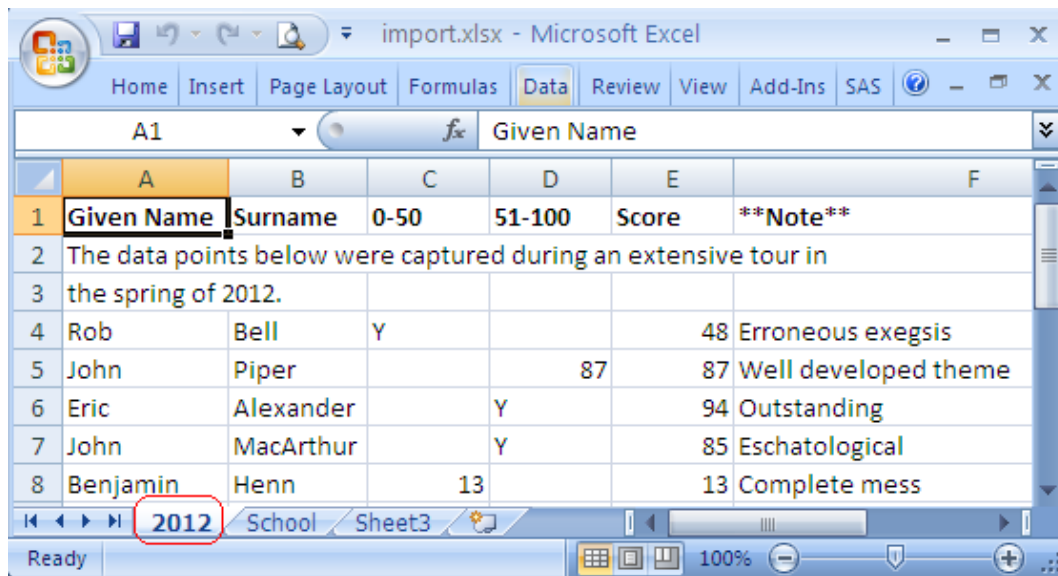 import.xlsx - Microsoft Excel
Home Insert Page Layout Formulas Data Review View Add-Ins SAS
A1 fx Given Name
A B C D E F
1 Given Name Surname 0-50 51-100 Score **Note**
2 The data points below were captured during an extensive tour in
3 the spring of 2012.
4 Rob Bell Y 48 Erroneous exegsis
5 John Piper 87 87 Well developed theme
6 Eric Alexander Y 94 Outstanding
7 John MacArthur Y 85 Eschatological
8 Benjamin Henn 13 13 Complete mess
2012 School Sheet3
Ready 100%